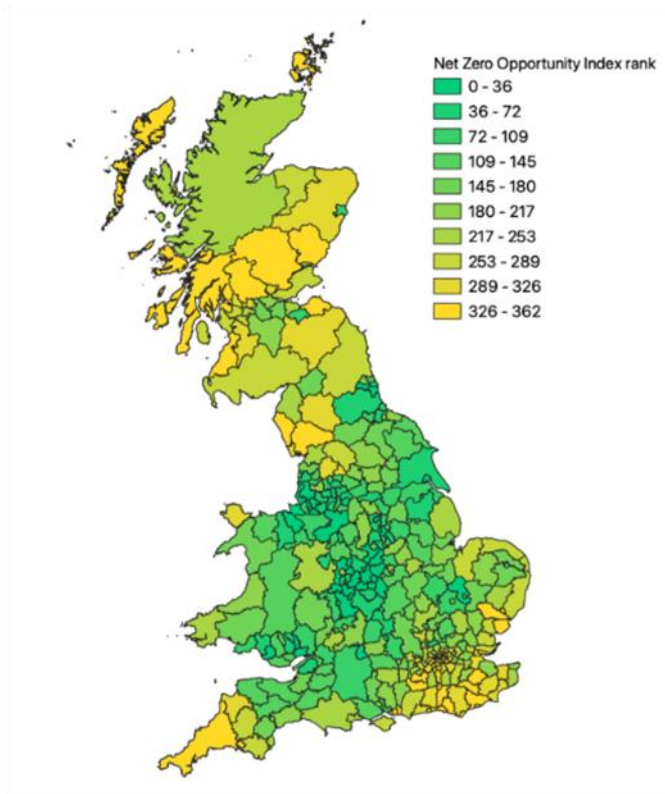 Net Zero Opportunity Index rank
0 - 36
36 - 72
72 - 109
109 - 145
145 - 180
180 - 217
217 - 253
253 - 289
289 - 326
326 - 362